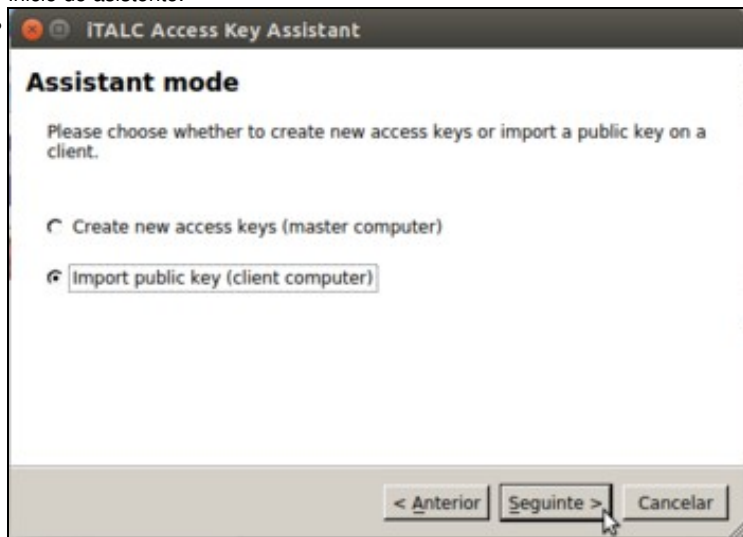 iTALC Access Key Assistant
Assistant mode
Please choose whether to create new access keys or import a public key on a
client.
Create new access keys (master computer)
Import public key (client computer)
< Anterior
Seguinte >
Cancelar